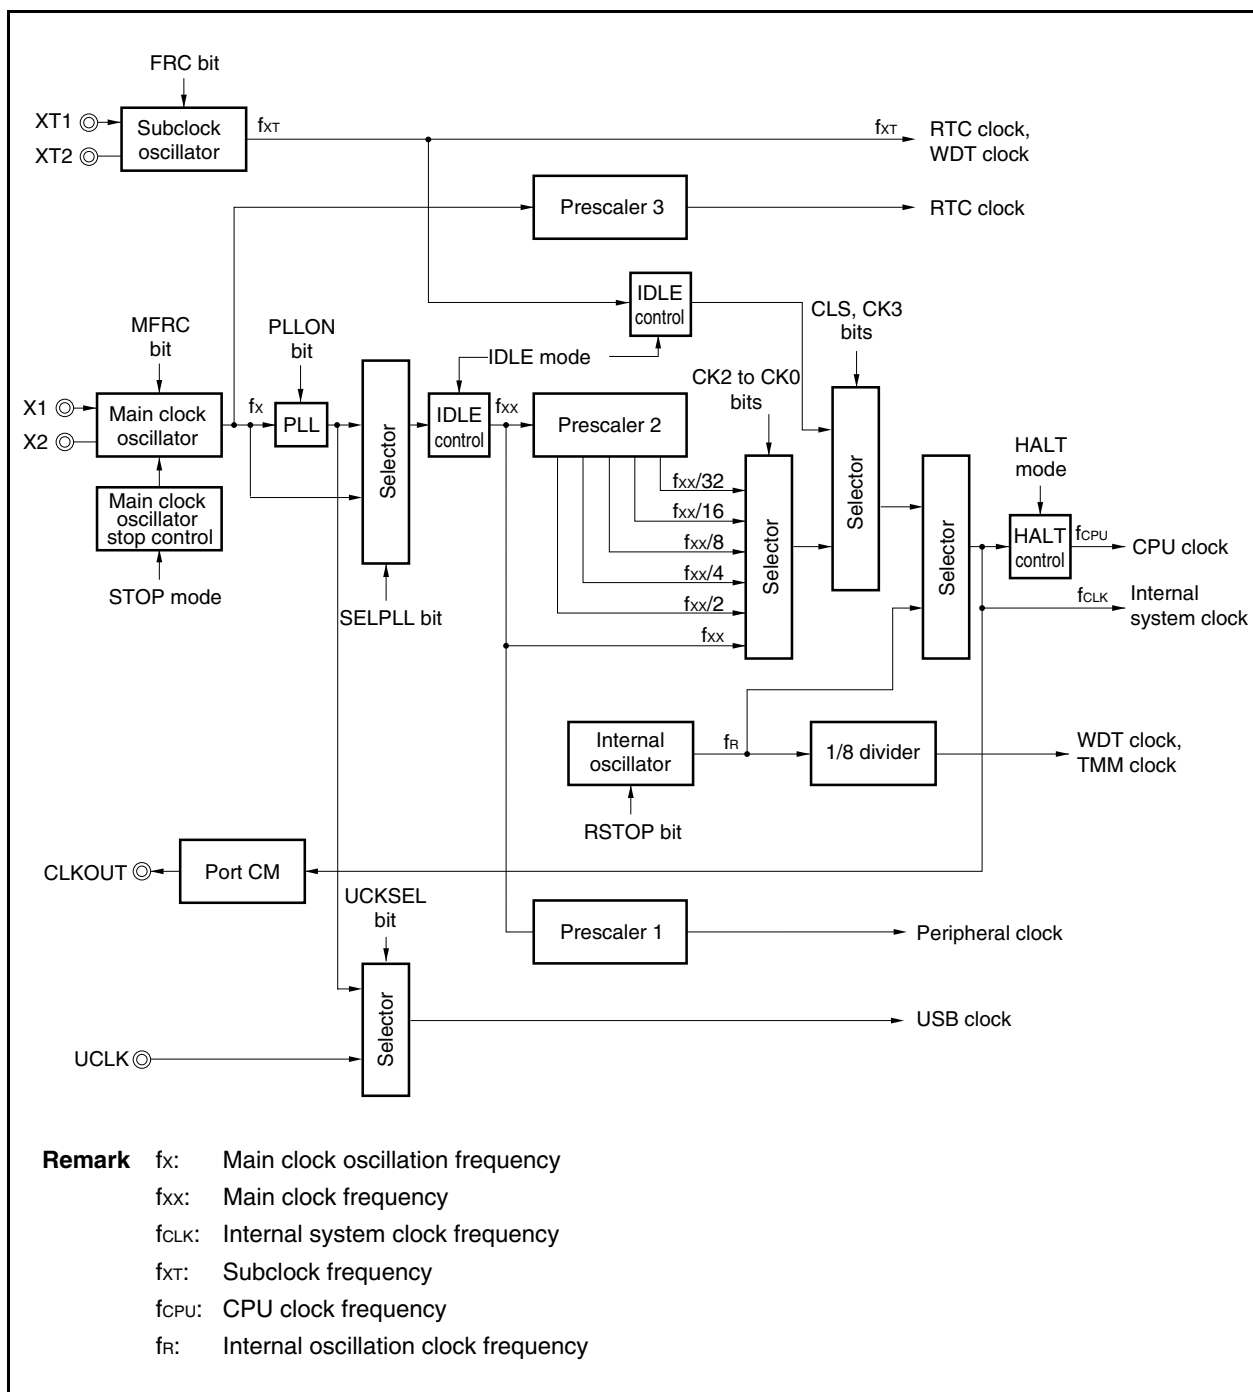 FRC bit
XT1
XT2
Subclock
oscillator
fXT
fXT
RTC clock,
WDT clock
Prescaler 3
RTC clock
IDLE
control
MFRC
bit
PLLON
bit
IDLE mode
CLS, CK3
bits
CK2 to CK0
bits
X1
X2
Main clock
oscillator
fX
PLL
Selector
IDLE
control
fXX
Prescaler 2
HALT
mode
Main clock
oscillator
stop control
STOP mode
SELPLL bit
fXX/32
fXX/16
fXX/8
fXX/4
fXX/2
fXX
Selector
Selector
Selector
HALT
control
fCPU
CPU clock
fCLK
Internal
system clock
Internal
oscillator
fR
1/8 divider
WDT clock,
TMM clock
RSTOP bit
CLKOUT
Port CM
UCKSEL
bit
Prescaler 1
Peripheral clock
Selector
USB clock
UCLK
Remark fX: Main clock oscillation frequency
fXX: Main clock frequency
fCLK: Internal system clock frequency
fXT: Subclock frequency
fCPU: CPU clock frequency
fR: Internal oscillation clock frequency